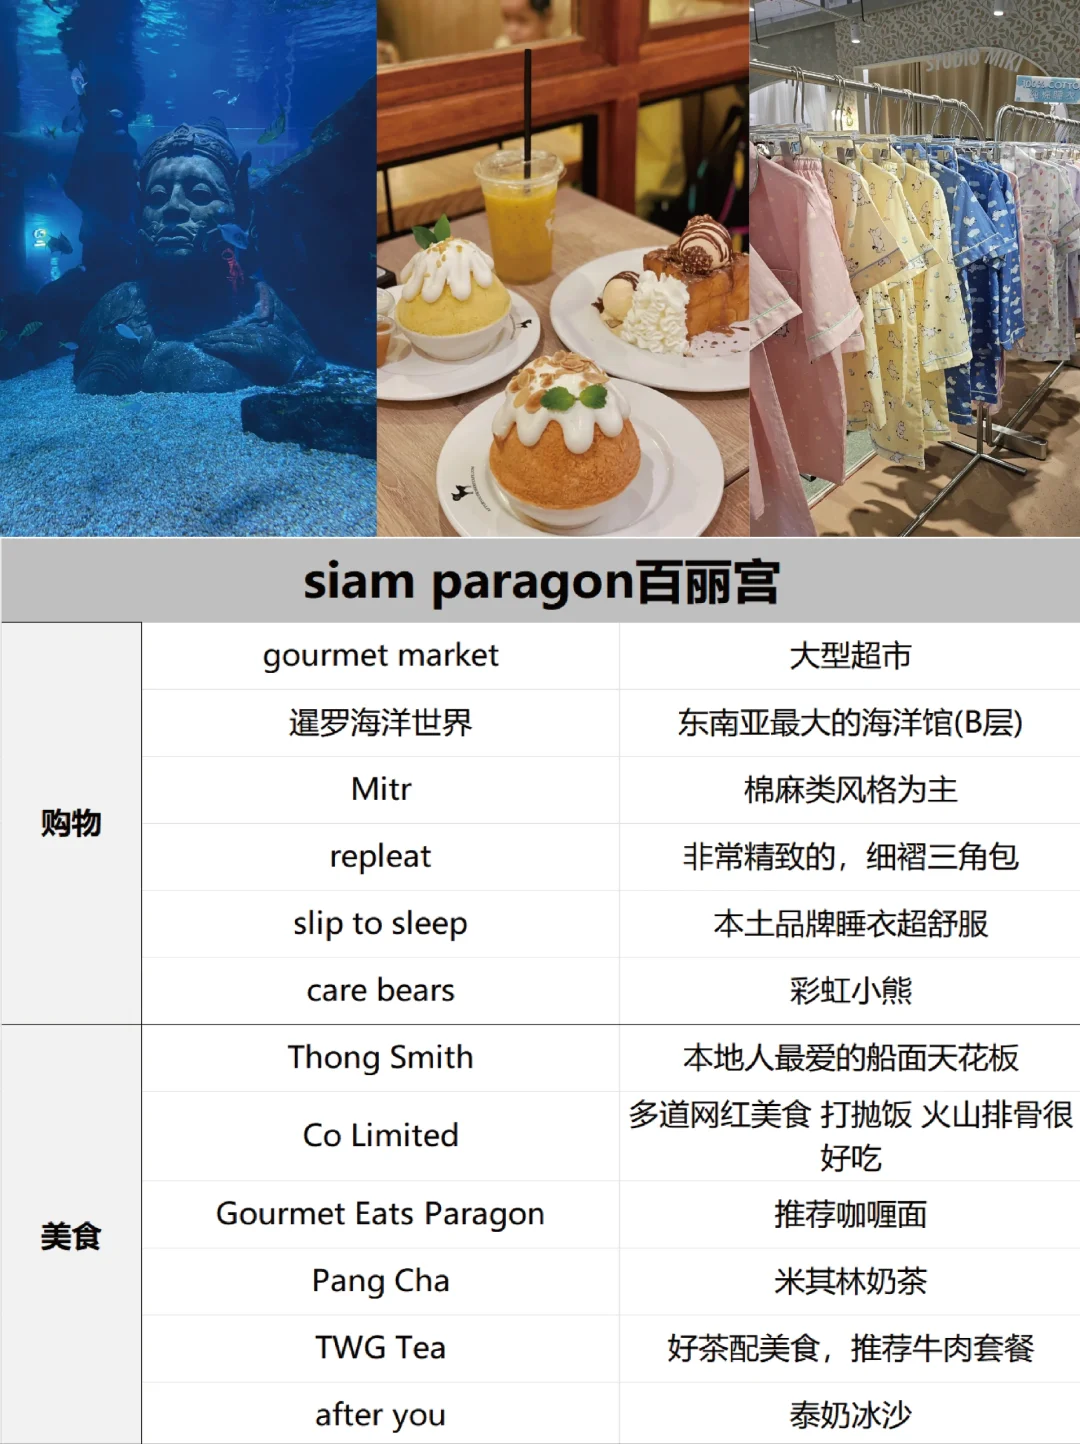 STUDIO MIKI
100% COTTO
siam paragon百丽宫
购物
gourmet market 大型超市
暹罗海洋世界 东南亚最大的海洋馆(B层)
Mitr 棉麻类风格为主
repleat 非常精致的，细褶三角包
slip to sleep 本土品牌睡衣超舒服
care bears 彩虹小熊
美食
Thong Smith 本地人最爱的船面天花板
Co Limited 多道网红美食 打抛饭 火山排骨很
好吃
Gourmet Eats Paragon 推荐咖喱面
Pang Cha 米其林奶茶
TWG Tea 好茶配美食，推荐牛肉套餐
after you 泰奶冰沙